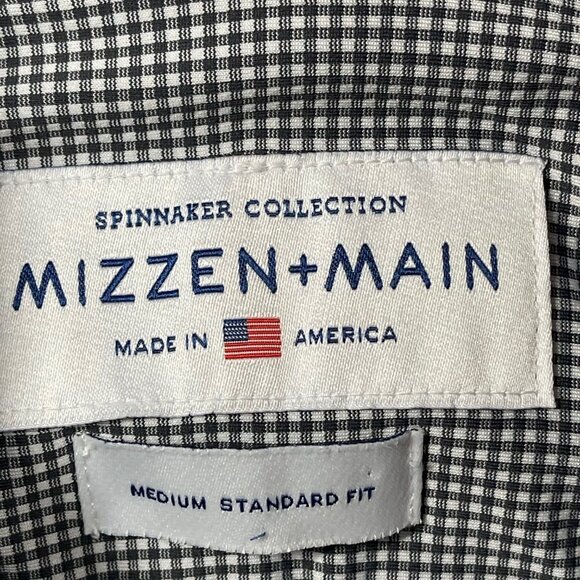 SPINNAKER COLLECTION
MIZZEN+MAIN
MADE IN AMERICA
MEDIUM STANDARD FIT